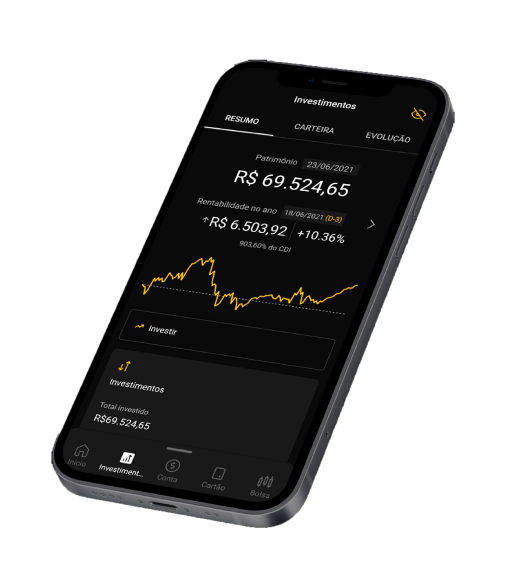 Investimentos
RESUMO CARTEIRA EVOLUÇÃO
Patrimônio 23/06/2021
R$ 69.524,65
Rentabilidade no ano 18/06/2021 (D-3)
R$ 6.503,92 +10.36%
903,60% do CDI
Investir
Investimentos
Total investido
R$69.524,65
Início Investiment... Conta Cartão Bolsa